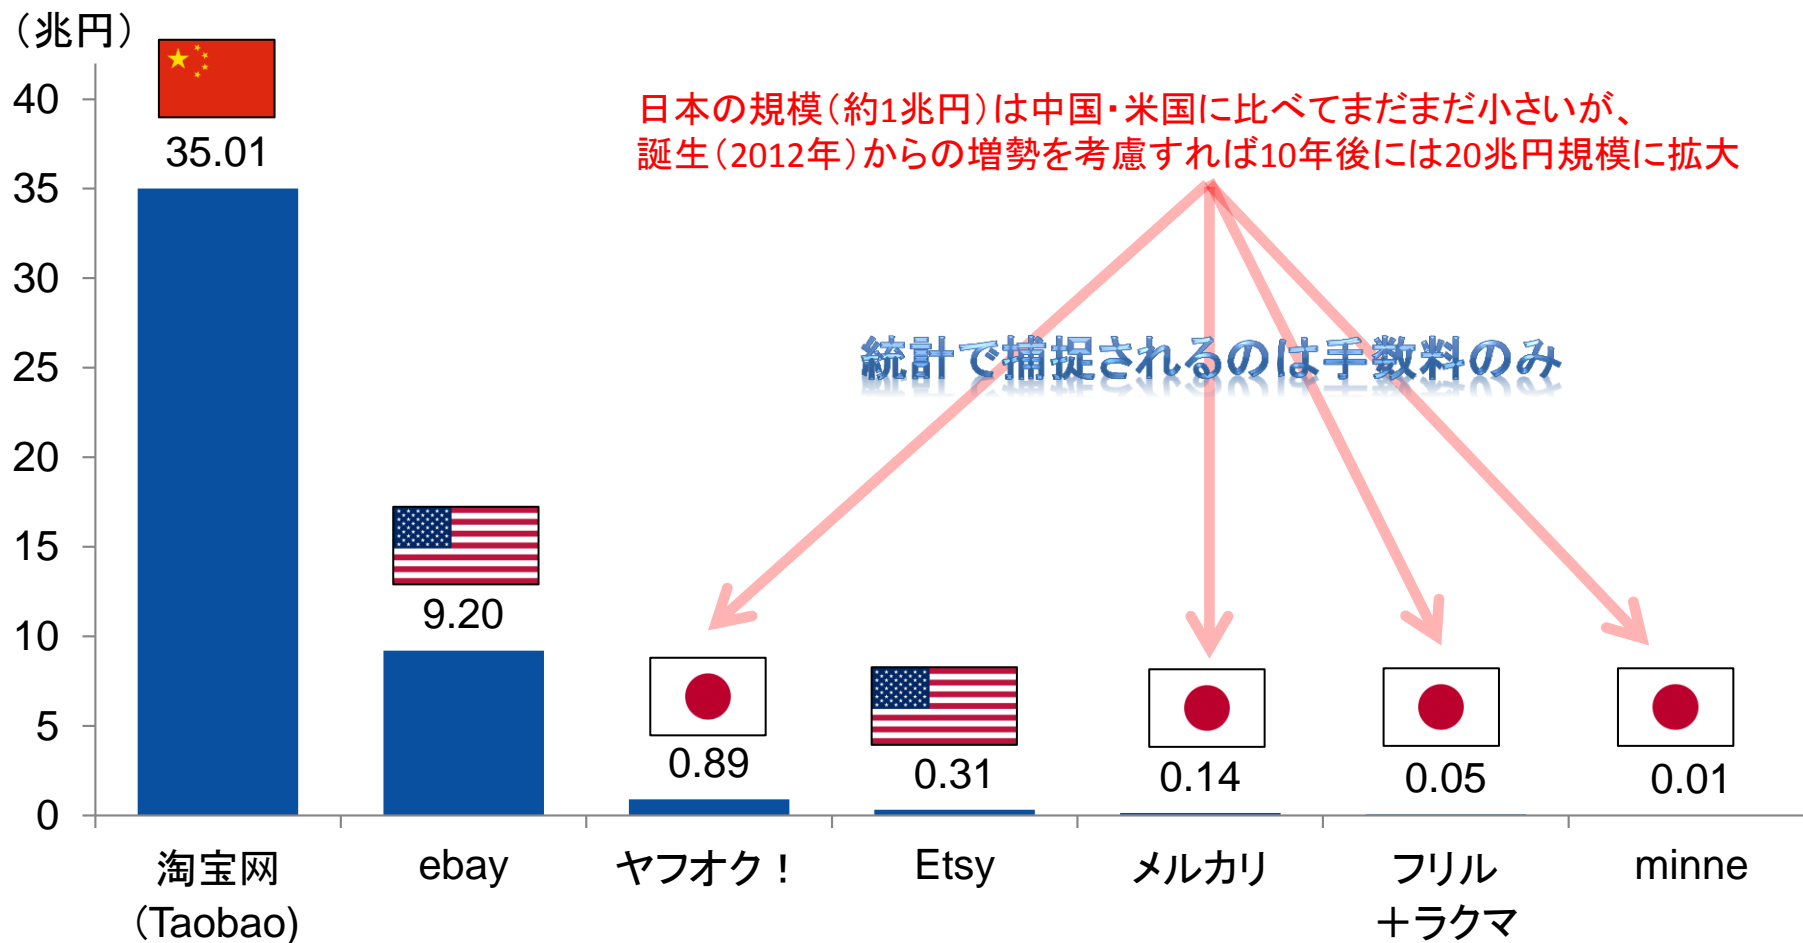 （兆円）
40
35
30
25
20
15
10
5
0
35.01
9.20
0.89
0.31
0.14
0.05
0.01
日本の規模（約1兆円）は中国・米国に比べてまだまだ小さいが、
誕生（2012年）からの増勢を考慮すれば10年後には20兆円規模に拡大
統計で捕捉されるのは手数料のみ
淘宝网
（Taobao)
ebay
ヤフオク！
Etsy
メルカリ
フリル
＋ラクマ
minne